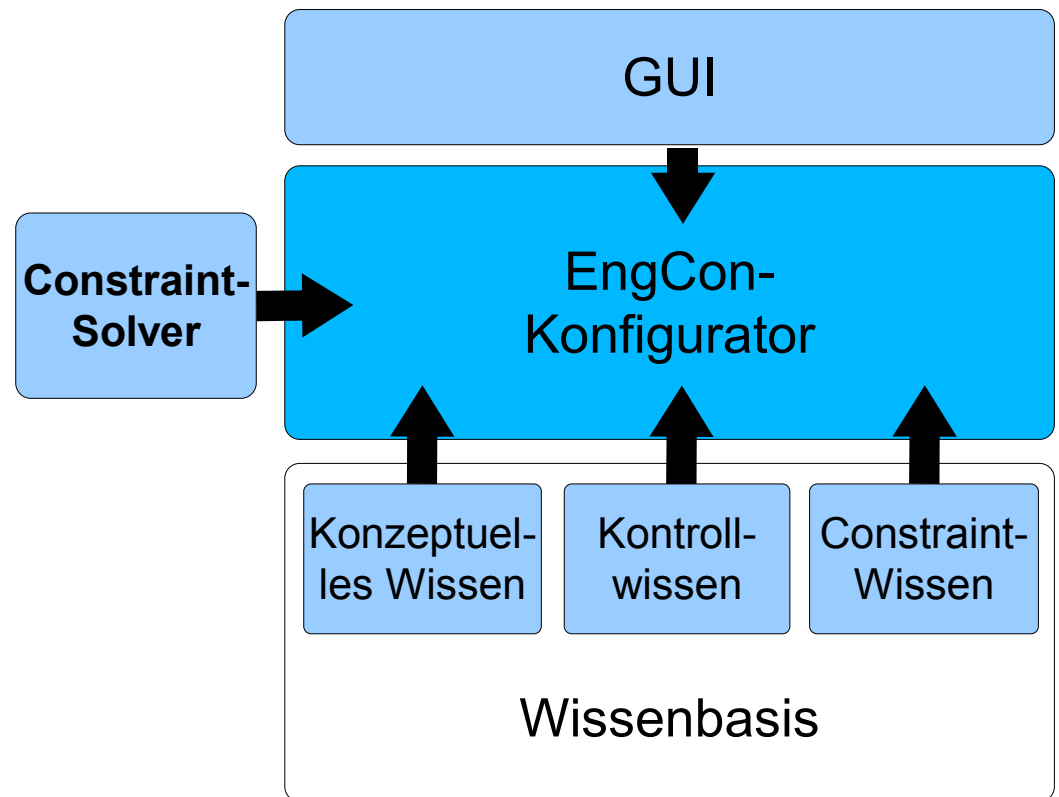 GUI
Constraint-
Solver
EngCon-
Konfigurator
Konzeptuel-
les Wissen
Kontroll-
wissen
Constraint-
Wissen
Wissenbasis